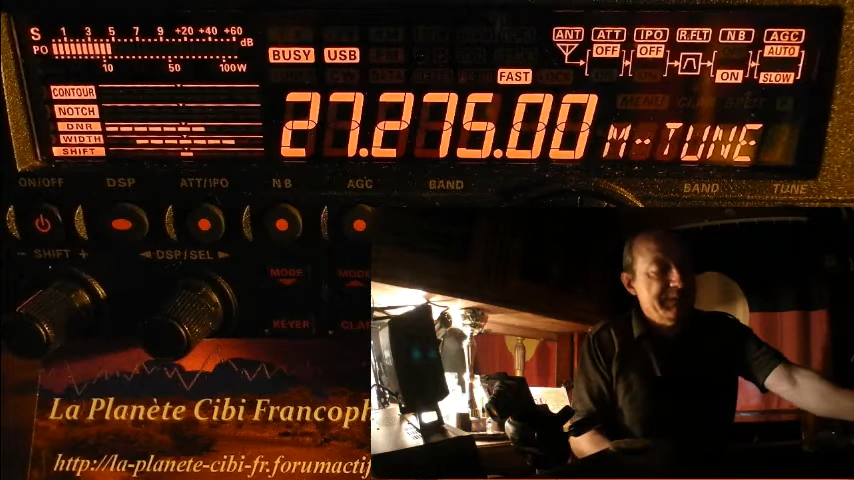 S 1 3 5 7 9 +20 +40 +60 dB
PO 10 50 100W
BUSY USB
FAST
ANT ATT IPO R.FLT NB AGC
OFF OFF ON AUTO SLOW
CONTOUR
NOTCH
DNR
WIDTH
SHIFT
27.275.00 M-TUNE
ON/OFF DSP ATT/IPO NB AGC BAND BAND TUNE
- SHIFT + ◄DSP/SEL► MODE MODE
KEYER CLAR
La Planète Cibi Francoph
http://la-planete-cibi-fr.forumactif